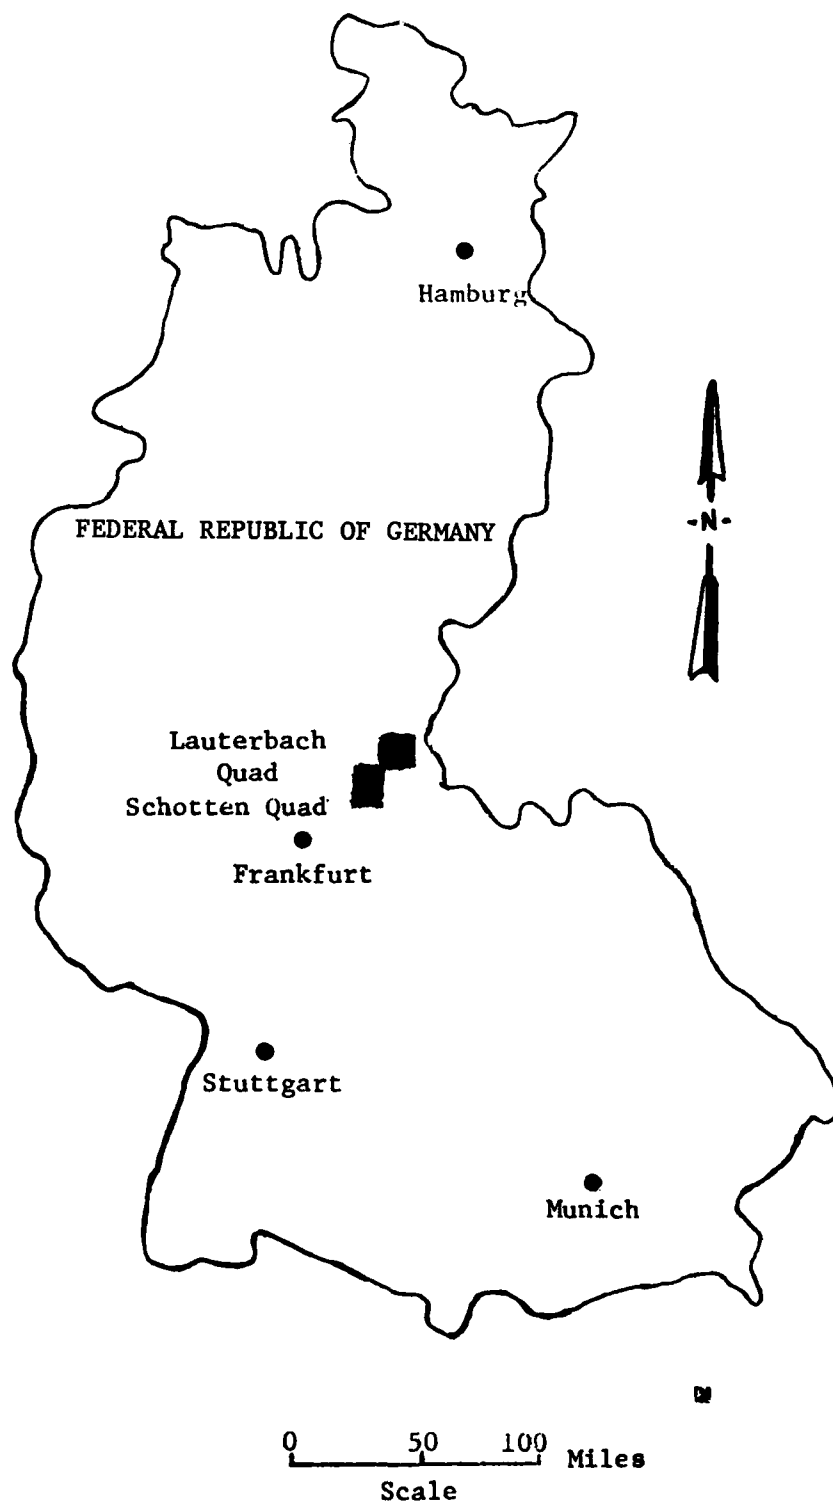 Hamburg
-N-
FEDERAL REPUBLIC OF GERMANY
Lauterbach
Quad
Schotten Quad
Frankfurt
Stuttgart
Munich
0 50 100 Miles
Scale